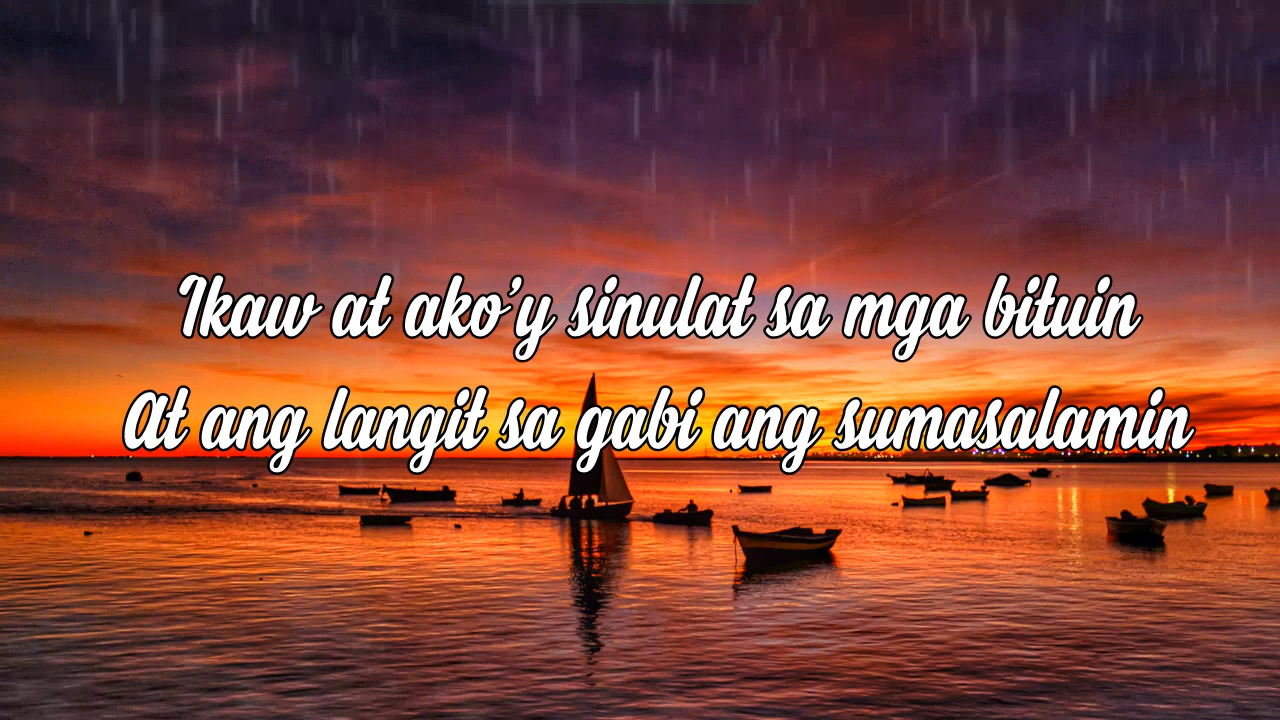 Ikaw at ako'y sinulat sa mga bituin
At ang langit sa gabi ang sumasalamin